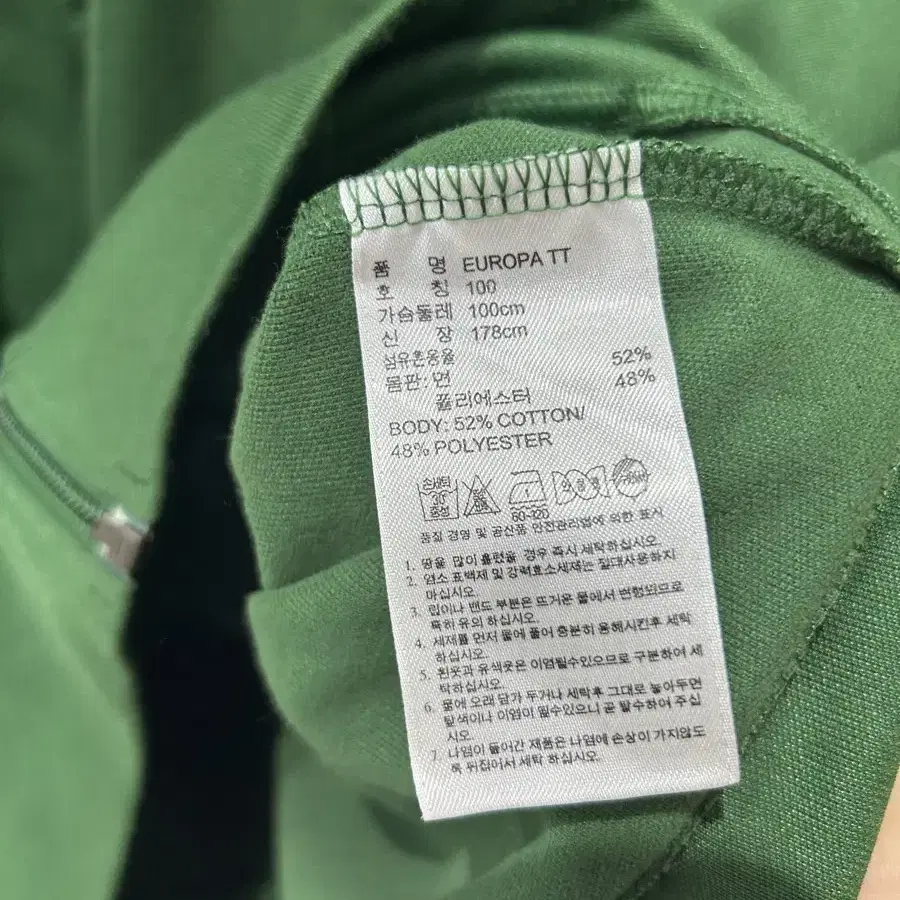 품 명 EUROPA TT
호 칭 100
가슴둘레 100cm
신 장 178cm
섬유혼용율
몸판: 면 52%
폴리에스터 48%
BODY: 52% COTTON/
48% POLYESTER
손세탁 30° 중성
60-120
품질 경영 및 공산품 안전관리법에 의한 표시
1. 땀을 많이 흘렸을 경우 즉시 세탁하십시오.
2. 염소 표백제 및 강력효소세제는 절대사용하지
마십시오.
3. 립이나 밴드 부분은 뜨거운 물에서 변형되므로
특히 유의 하십시오.
4. 세제를 먼저 물에 풀어 충분히 용해시킨후 세탁
하십시오.
5. 흰옷과 유색옷은 이염될수있으므로 구분하여 세
탁하십시오.
6. 물에 오래 담가 두거나 세탁후 그대로 놓아두면
탈색이나 이염이 될수있으니 곧 탈수하여 주십
시오.
7. 나염이 들어간 제품은 나염에 손상이 가지않도
록 뒤집어서 세탁 하십시오.